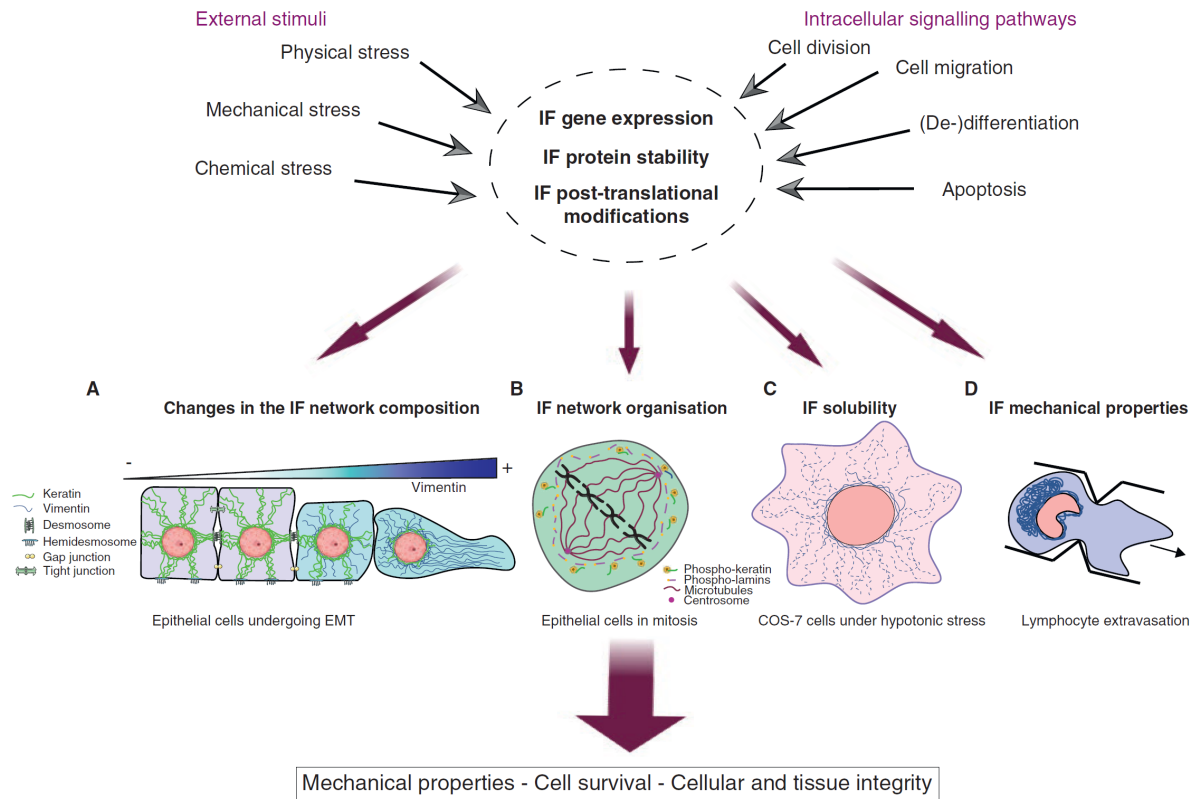 External stimuli
Intracellular signalling pathways
Physical stress
Mechanical stress
Chemical stress
Cell division
Cell migration
(De-)differentiation
Apoptosis
IF gene expression
IF protein stability
IF post-translational
modifications
A
Changes in the IF network composition
-
+
Vimentin
Keratin
Vimentin
Desmosome
Hemidesmosome
Gap junction
Tight junction
Epithelial cells undergoing EMT
B
IF network organisation
Phospho-keratin
Phospho-lamins
Microtubules
Centrosome
Epithelial cells in mitosis
C
IF solubility
COS-7 cells under hypotonic stress
D
IF mechanical properties
Lymphocyte extravasation
Mechanical properties - Cell survival - Cellular and tissue integrity